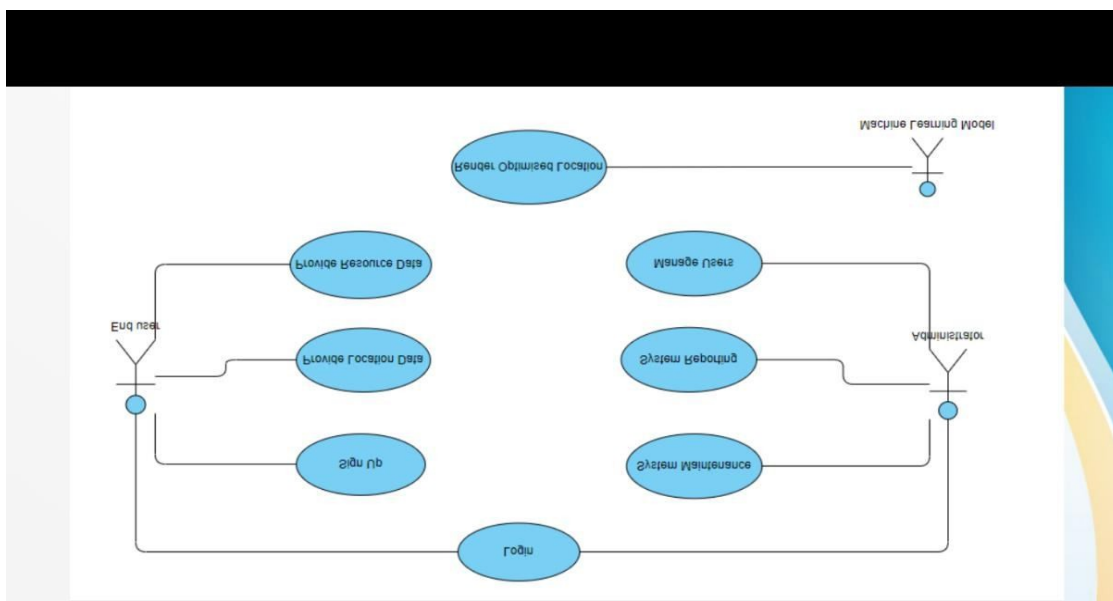 Machine Learning Model
Render Optimised Location
Provide Resource Data
Manage Users
End user
Administrator
Provide Location Data
System Reporting
Sign Up
System Maintenance
Login